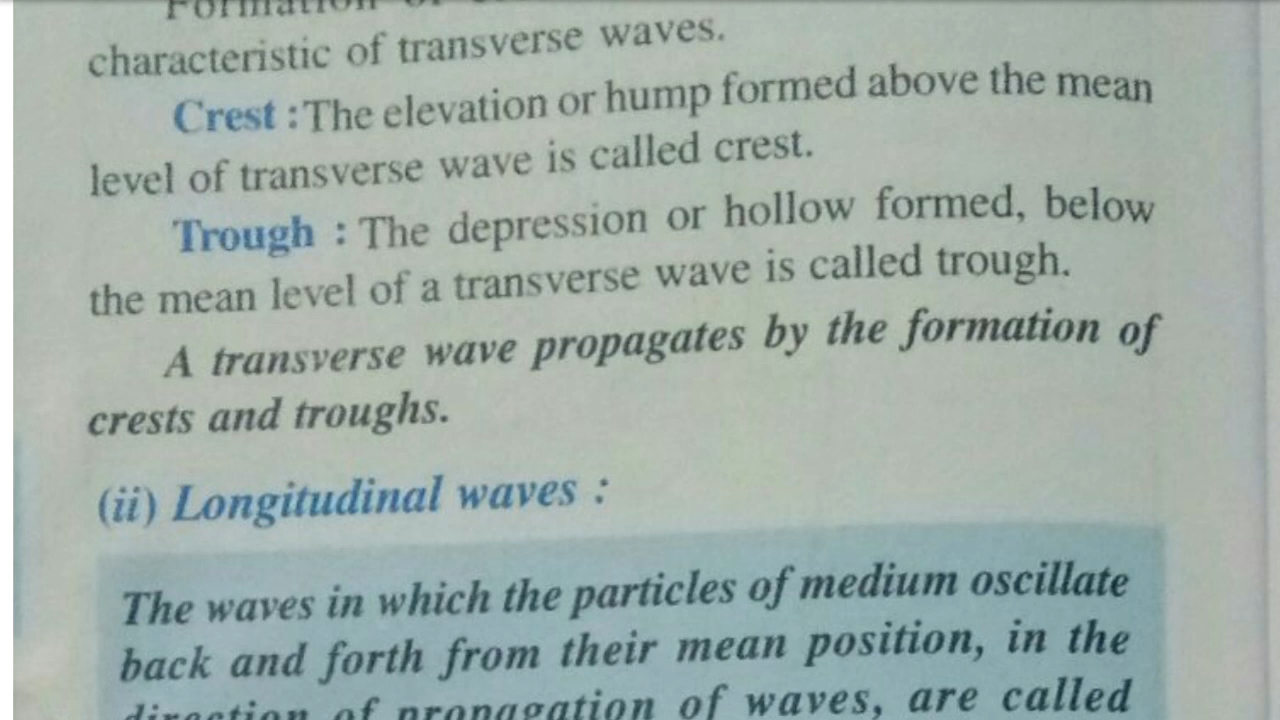 Formation of
characteristic of transverse waves.
Crest : The elevation or hump formed above the mean
level of transverse wave is called crest.
Trough : The depression or hollow formed, below
the mean level of a transverse wave is called trough.
A transverse wave propagates by the formation of
crests and troughs.
(ii) Longitudinal waves :
The waves in which the particles of medium oscillate
back and forth from their mean position, in the
direction of propagation of waves, are called